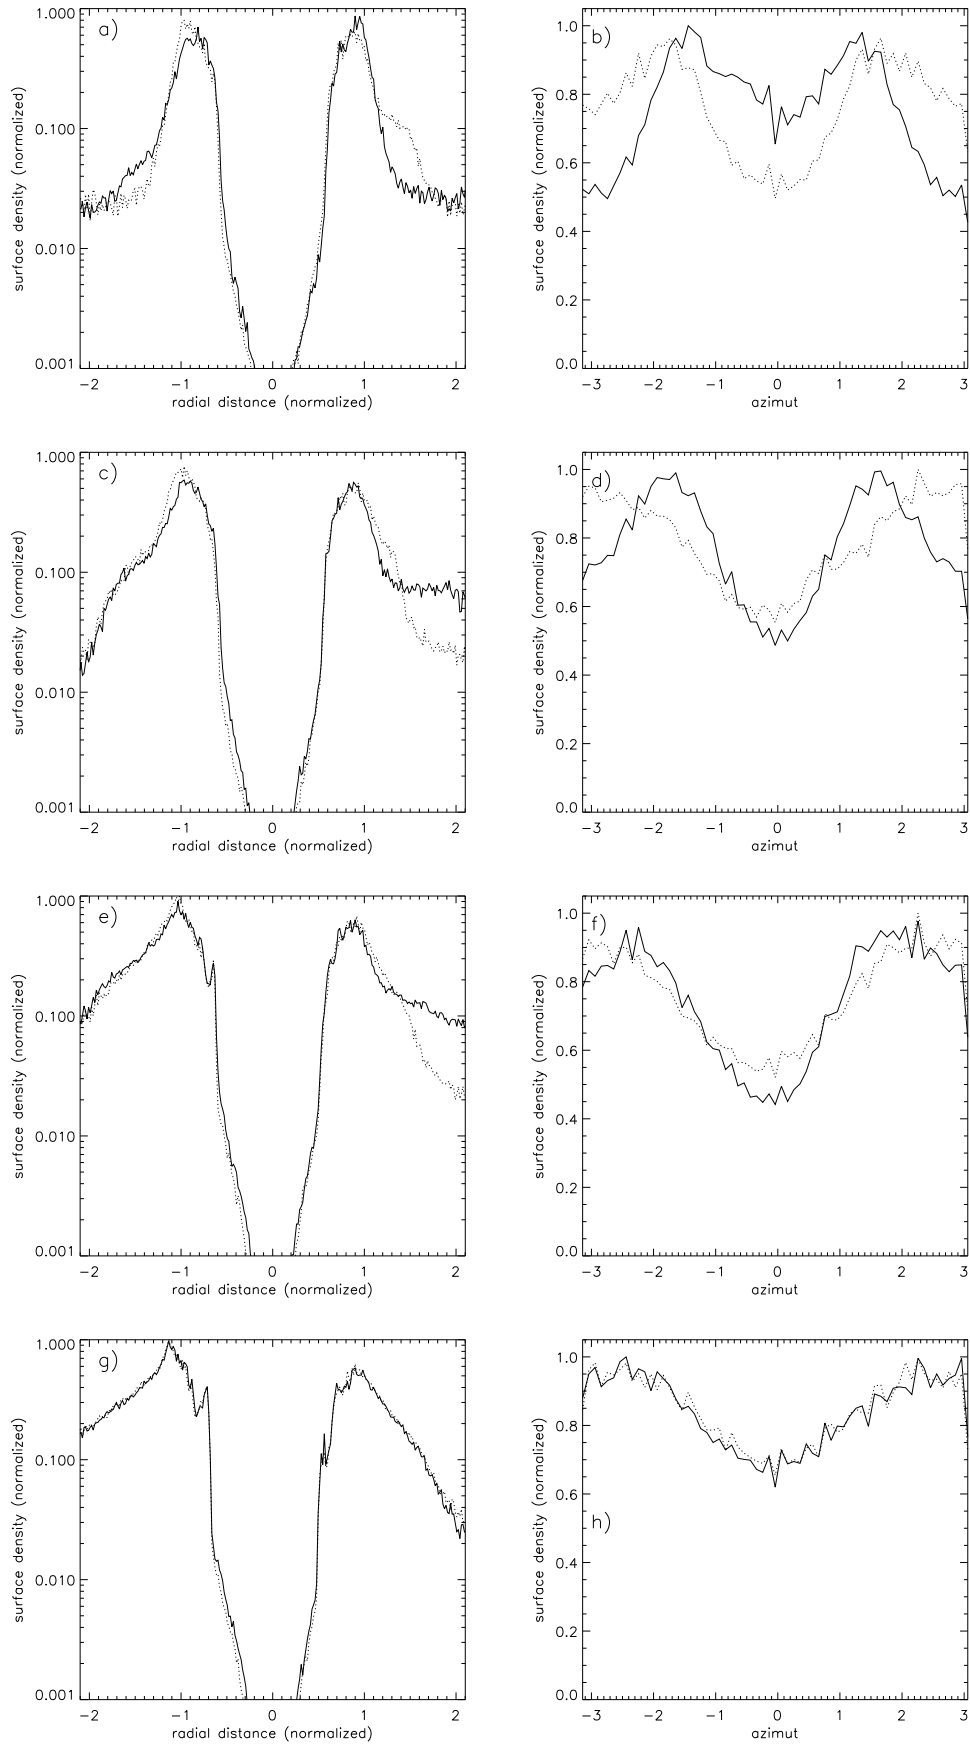 a)
1.000
0.100
0.010
0.001
surface density (normalized)
−2 −1 0 1 2
radial distance (normalized)
b)
1.0
0.8
0.6
0.4
0.2
0.0
surface density (normalized)
−3 −2 −1 0 1 2 3
azimut
c)
1.000
0.100
0.010
0.001
surface density (normalized)
−2 −1 0 1 2
radial distance (normalized)
d)
1.0
0.8
0.6
0.4
0.2
0.0
surface density (normalized)
−3 −2 −1 0 1 2 3
azimut
e)
1.000
0.100
0.010
0.001
surface density (normalized)
−2 −1 0 1 2
radial distance (normalized)
f)
1.0
0.8
0.6
0.4
0.2
0.0
surface density (normalized)
−3 −2 −1 0 1 2 3
azimut
g)
1.000
0.100
0.010
0.001
surface density (normalized)
−2 −1 0 1 2
radial distance (normalized)
1.0
0.8
0.6
h)
0.4
0.2
0.0
surface density (normalized)
−3 −2 −1 0 1 2 3
azimut